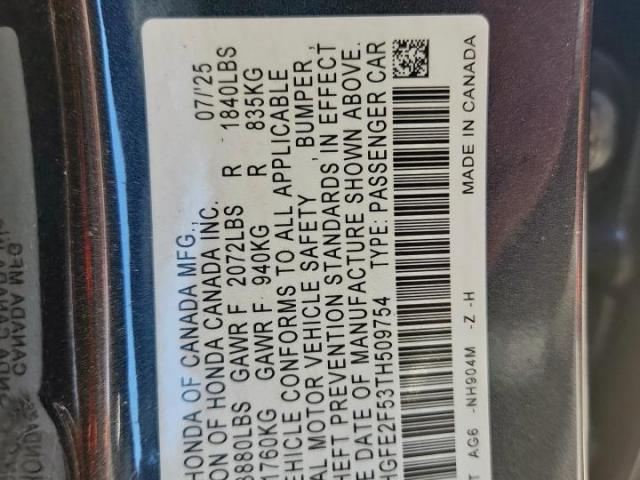 HONDA OF CANADA MFG., 07/'25
ON OF HONDA CANADA INC.
3880LBS GAWR F 2072LBS R 1840LBS
1760KG GAWR F 940KG R 835KG
EHICLE CONFORMS TO ALL APPLICABLE
AL MOTOR VEHICLE SAFETY , BUMPER,
HEFT PREVENTION STANDARDS IN EFFECT
E DATE OF MANUFACTURE SHOWN ABOVE.
HGFE2F53TH509754 TYPE: PASSENGER CAR
T AG6 -NH904M -Z -H MADE IN CANADA